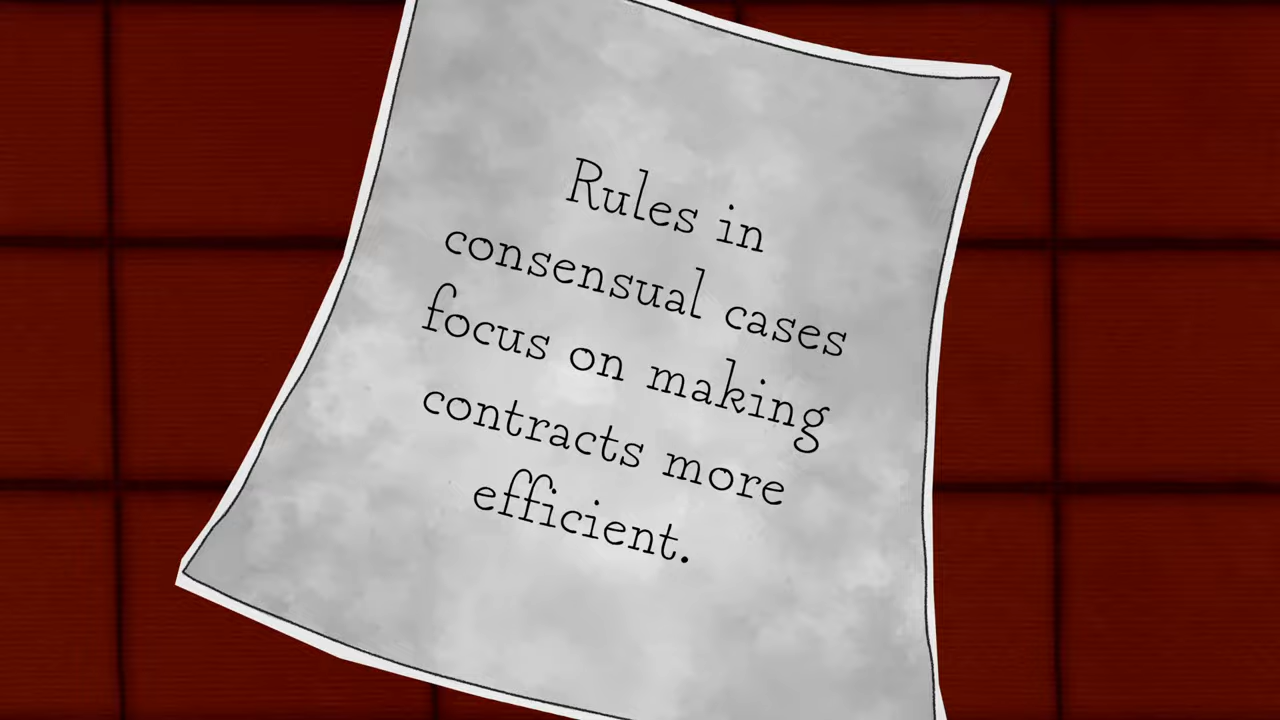 Rules in
consensual cases
focus on making
contracts more
efficient.